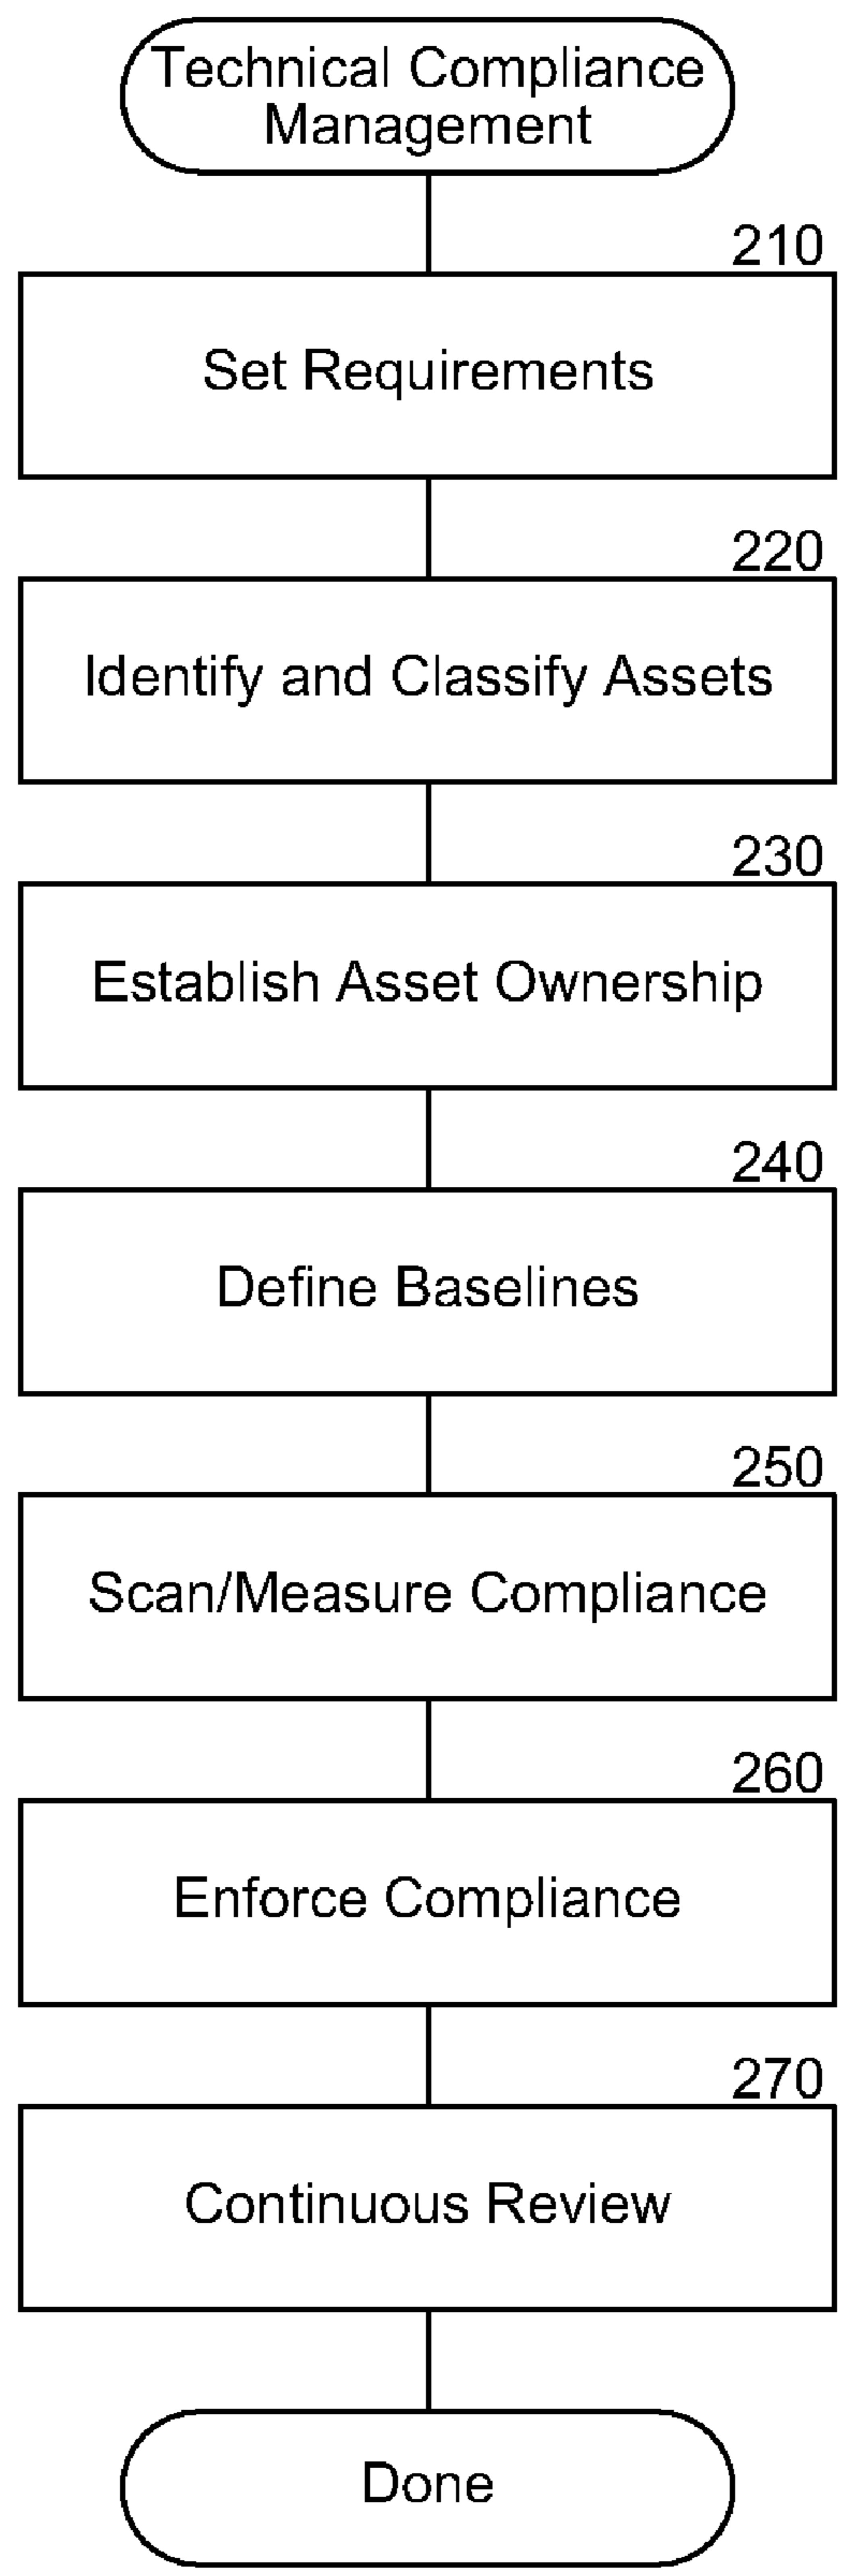 Technical Compliance
Management
210
Set Requirements
220
Identify and Classify Assets
230
Establish Asset Ownership
240
Define Baselines
250
Scan/Measure Compliance
260
Enforce Compliance
270
Continuous Review
Done